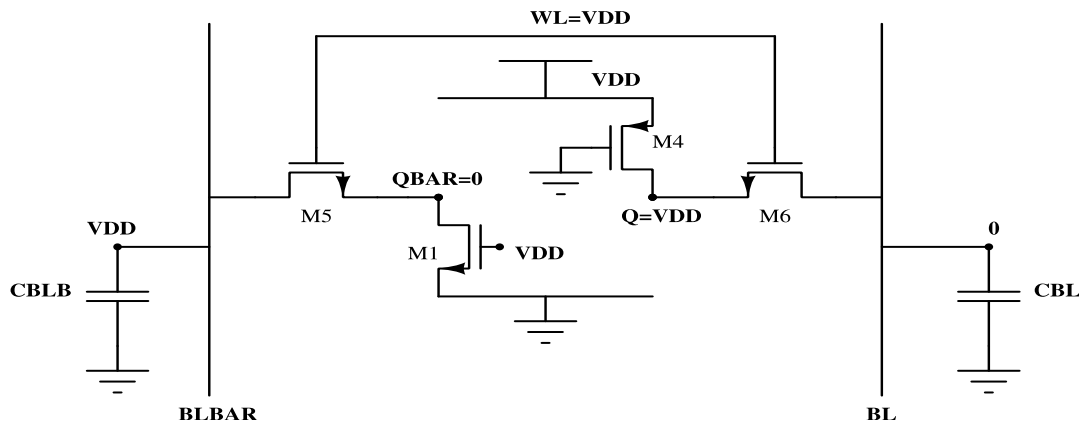 WL=VDD
VDD
M4
QBAR=0
M5
Q=VDD
M6
VDD
M1
VDD
0
CBLB
CBL
BLBAR
BL